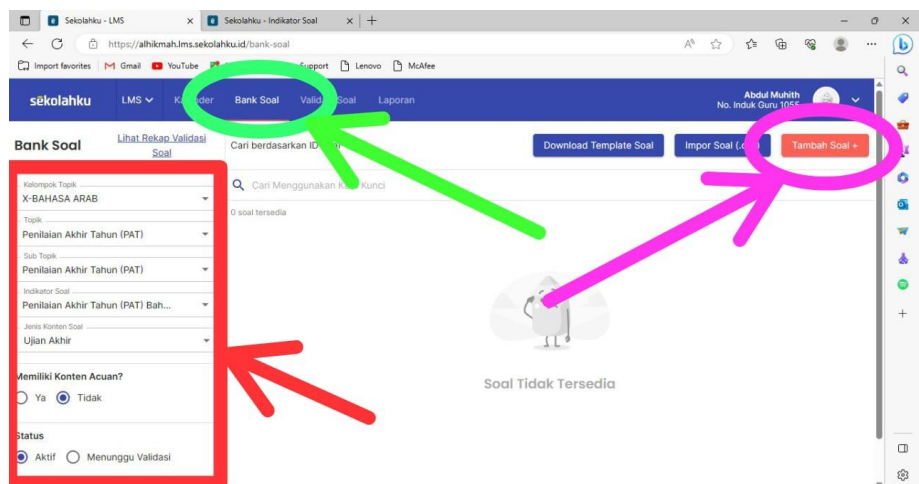 Sekolahku - LMS
Sekolahku - Indikator Soal
https://alhikmah.lms.sekolahku.id/bank-soal
Import favorites
Gmail
YouTube
Support
Lenovo
McAfee
sekolahku
LMS
Bank Soal
Soal
Laporan
Abdul Muhith
No. Induk Guru 1055
Bank Soal
Lihat Rekap Validasi
Soal
Cari berdasarkan ID
Download Template Soal
Impor Soal
Tambah Soal +
Kelompok Topik
X-BAHASA ARAB
Cari Menggunakan Kata Kunci
0 soal tersedia
Topik
Penilaian Akhir Tahun (PAT)
Sub Topik
Penilaian Akhir Tahun (PAT)
Indikator Soal
Penilaian Akhir Tahun (PAT) Bah...
Jenis Konten Soal
Ujian Akhir
Memiliki Konten Acuan?
Ya
Tidak
Soal Tidak Tersedia
Status
Aktif
Menunggu Validasi